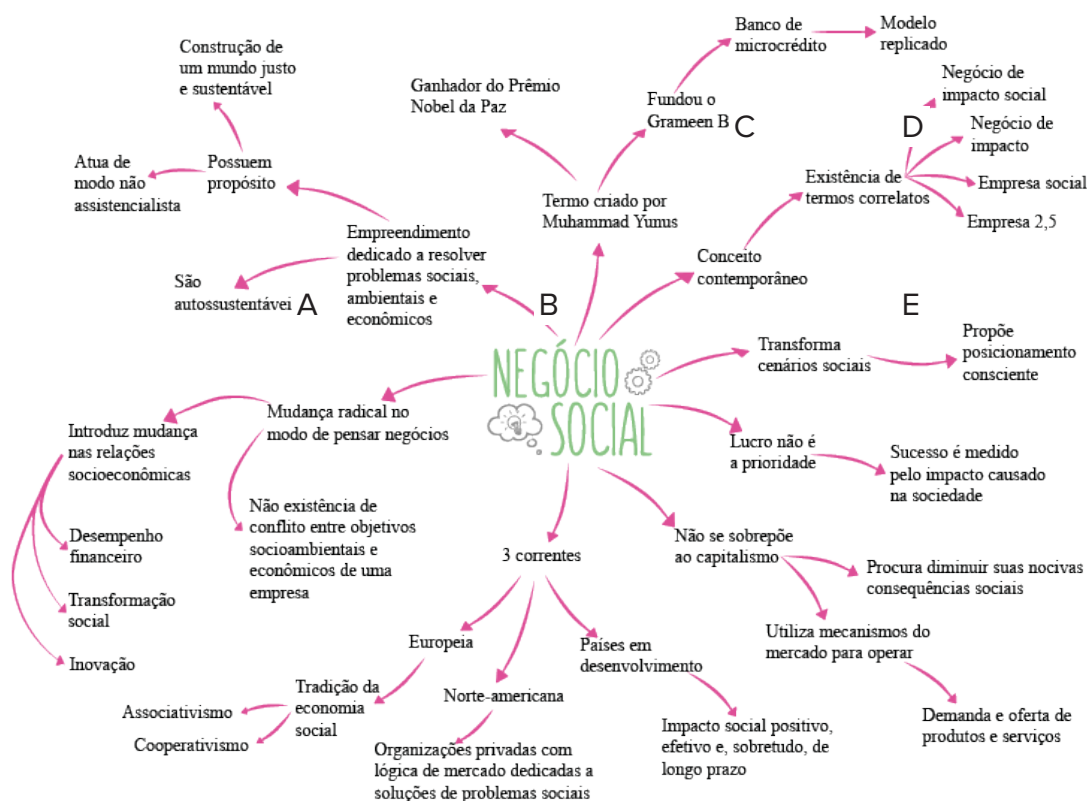 Construção de
um mundo justo
e sustentável
Atua de
modo não
assistencialista
Possuem
propósito
São
autossustentávei A
Empreendimento
dedicado a resolver
problemas sociais,
ambientais e
econômicos
B
Ganhador do Prêmio
Nobel da Paz
Termo criado por
Muhammad Yunus
Fundou o
Grameen B C
Banco de
microcrédito
Modelo
replicado
Conceito
contemporâneo
Existência de
termos correlatos
D
Negócio de
impacto social
Negócio de
impacto
Empresa social
Empresa 2,5
E
NEGÓCIO
SOCIAL
Transforma
cenários sociais
Propõe
posicionamento
consciente
Lucro não é
a prioridade
Sucesso é medido
pelo impacto causado
na sociedade
Não se sobrepõe
ao capitalismo
Procura diminuir suas nocivas
consequências sociais
Utiliza mecanismos do
mercado para operar
Demanda e oferta de
produtos e serviços
Mudança radical no
modo de pensar negócios
Introduz mudança
nas relações
socioeconômicas
Desempenho
financeiro
Transformação
social
Inovação
Não existência de
conflito entre objetivos
socioambientais e
econômicos de uma
empresa
3 correntes
Europeia
Tradição da
economia
social
Associativismo
Cooperativismo
Norte-americana
Organizações privadas com
lógica de mercado dedicadas a
soluções de problemas sociais
Países em
desenvolvimento
Impacto social positivo,
efetivo e, sobretudo, de
longo prazo